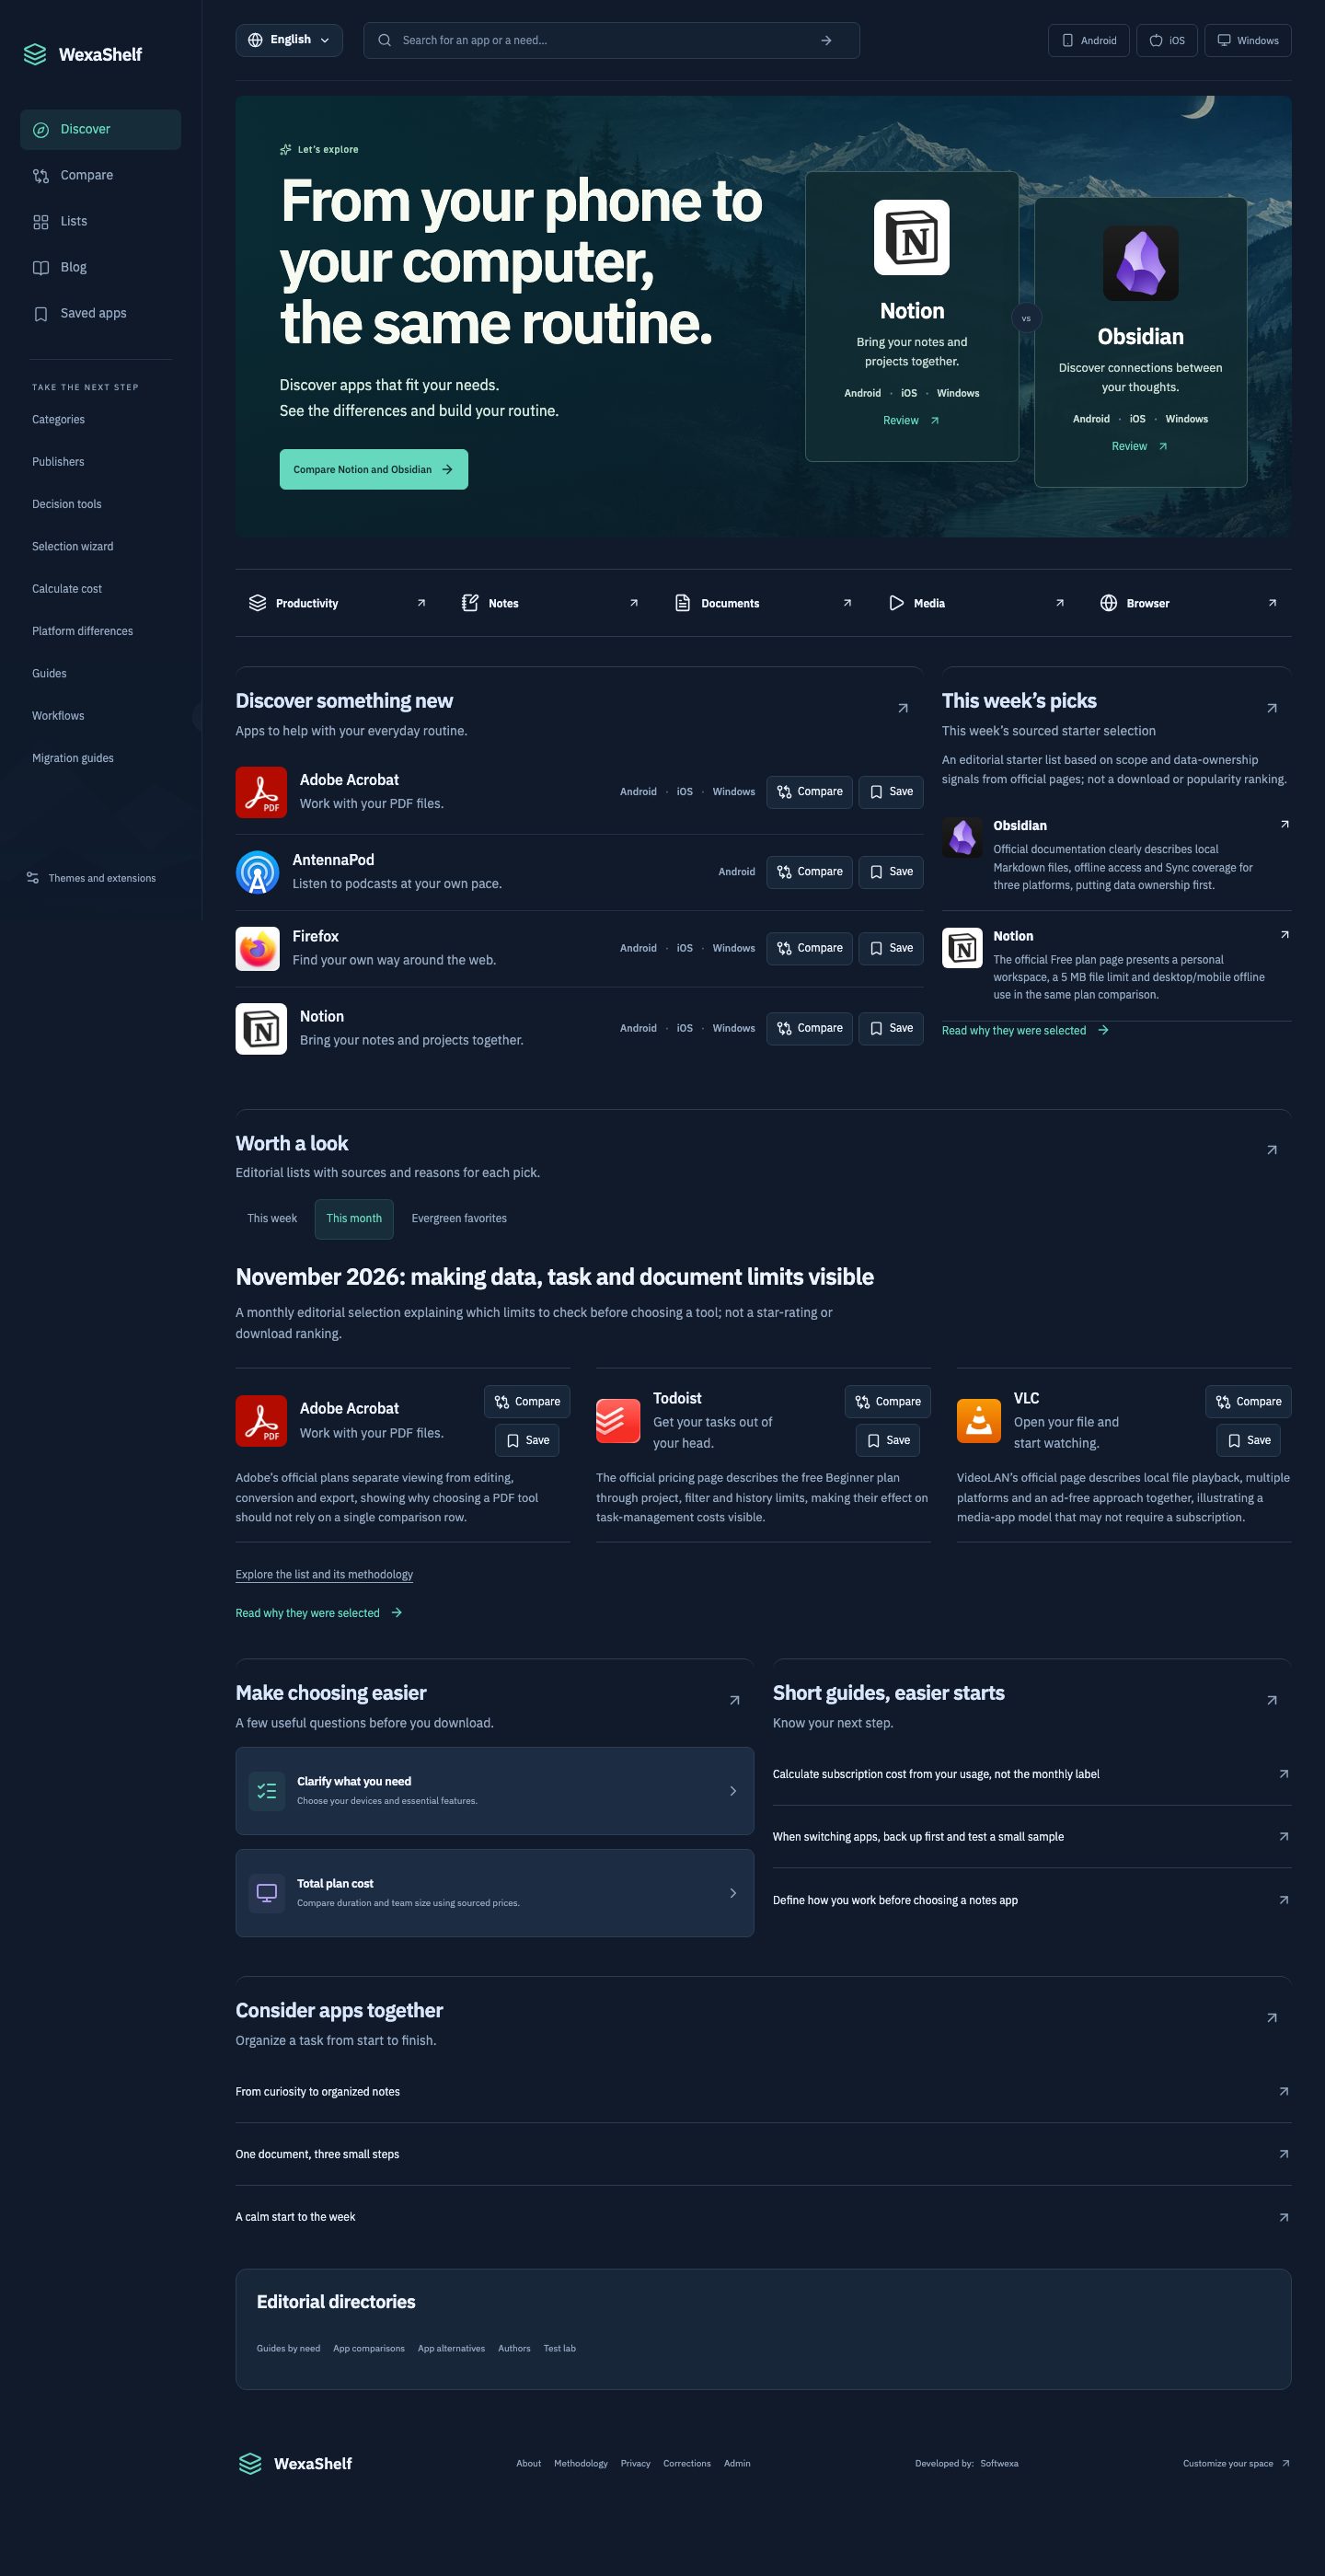 WexaShelf
Discover
Compare
Lists
Blog
Saved apps
TAKE THE NEXT STEP
Categories
Publishers
Decision tools
Selection wizard
Calculate cost
Platform differences
Guides
Workflows
Migration guides
Themes and extensions
English
Search for an app or a need...
Android
iOS
Windows
Let's explore
From your phone to
your computer,
the same routine.
Discover apps that fit your needs.
See the differences and build your routine.
Compare Notion and Obsidian
N
Notion
Bring your notes and
projects together.
Android · iOS · Windows
Review
vs
Obsidian
Discover connections between
your thoughts.
Android · iOS · Windows
Review
Productivity
Notes
Documents
Media
Browser
Discover something new
Apps to help with your everyday routine.
PDF
Adobe Acrobat
Work with your PDF files.
Android · iOS · Windows
Compare
Save
AntennaPod
Listen to podcasts at your own pace.
Android
Compare
Save
Firefox
Find your own way around the web.
Android · iOS · Windows
Compare
Save
N
Notion
Bring your notes and projects together.
Android · iOS · Windows
Compare
Save
This week's picks
This week's sourced starter selection
An editorial starter list based on scope and data-ownership
signals from official pages; not a download or popularity ranking.
Obsidian
Official documentation clearly describes local
Markdown files, offline access and Sync coverage for
three platforms, putting data ownership first.
N
Notion
The official Free plan page presents a personal
workspace, a 5 MB file limit and desktop/mobile offline
use in the same plan comparison.
Read why they were selected
Worth a look
Editorial lists with sources and reasons for each pick.
This week
This month
Evergreen favorites
November 2026: making data, task and document limits visible
A monthly editorial selection explaining which limits to check before choosing a tool; not a star-rating or
download ranking.
PDF
Adobe Acrobat
Work with your PDF files.
Compare
Save
Adobe's official plans separate viewing from editing,
conversion and export, showing why choosing a PDF tool
should not rely on a single comparison row.
Todoist
Get your tasks out of
your head.
Compare
Save
The official pricing page describes the free Beginner plan
through project, filter and history limits, making their effect on
task-management costs visible.
VLC
Open your file and
start watching.
Compare
Save
VideoLAN's official page describes local file playback, multiple
platforms and an ad-free approach together, illustrating a
media-app model that may not require a subscription.
Explore the list and its methodology
Read why they were selected
Make choosing easier
A few useful questions before you download.
Clarify what you need
Choose your devices and essential features.
Total plan cost
Compare duration and team size using sourced prices.
Short guides, easier starts
Know your next step.
Calculate subscription cost from your usage, not the monthly label
When switching apps, back up first and test a small sample
Define how you work before choosing a notes app
Consider apps together
Organize a task from start to finish.
From curiosity to organized notes
One document, three small steps
A calm start to the week
Editorial directories
Guides by need
App comparisons
App alternatives
Authors
Test lab
WexaShelf
About
Methodology
Privacy
Corrections
Admin
Developed by: Softwexa
Customize your space